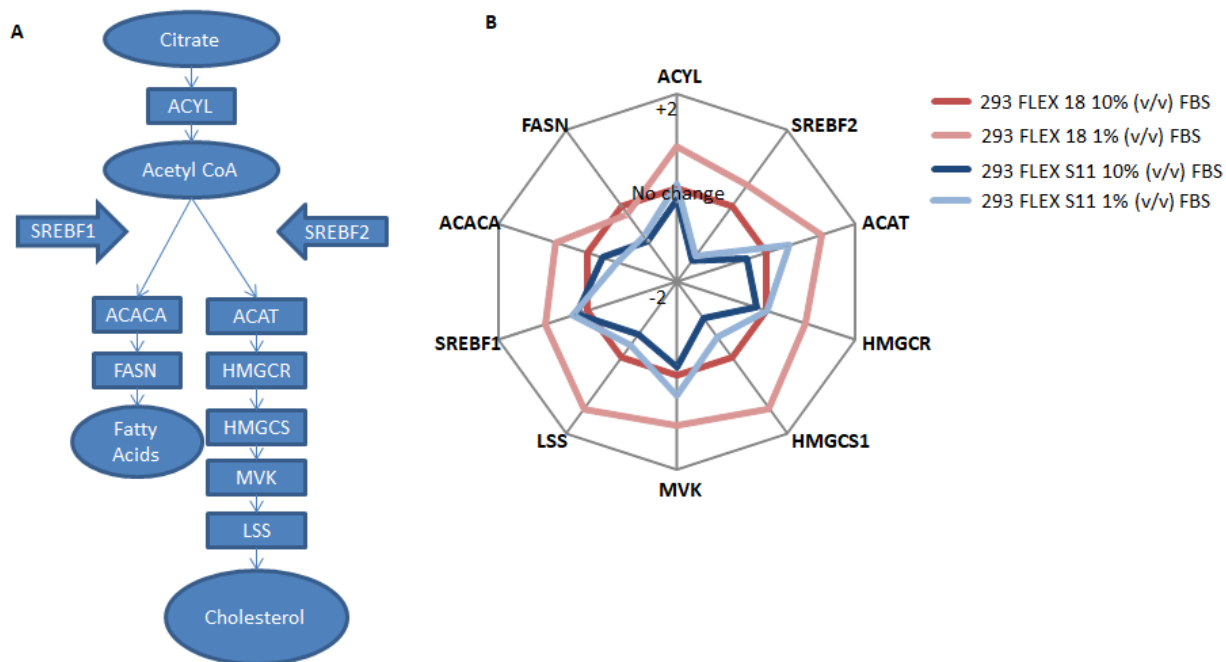 A
Citrate
ACYL
Acetyl CoA
SREBF1
SREBF2
ACACA
ACAT
FASN
HMGCR
Fatty
Acids
HMGCS
MVK
LSS
Cholesterol
B
ACYL
+2
FASN
SREBF2
No change
ACACA
ACAT
-2
SREBF1
HMGCR
LSS
HMGCS1
MVK
293 FLEX 18 10% (v/v) FBS
293 FLEX 18 1% (v/v) FBS
293 FLEX S11 10% (v/v) FBS
293 FLEX S11 1% (v/v) FBS